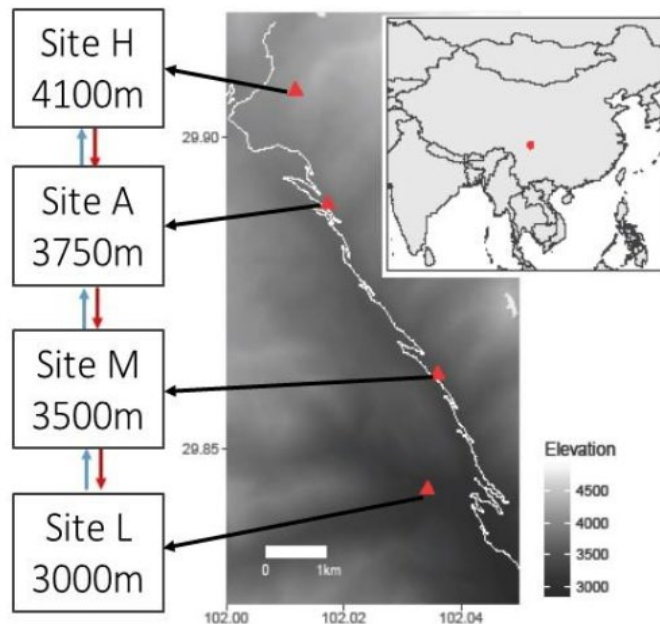 Site H
4100m
Site A
3750m
Site M
3500m
Site L
3000m
29.90
29.85
0 1km
102.00 102.02 102.04
Elevation
4500
4000
3500
3000